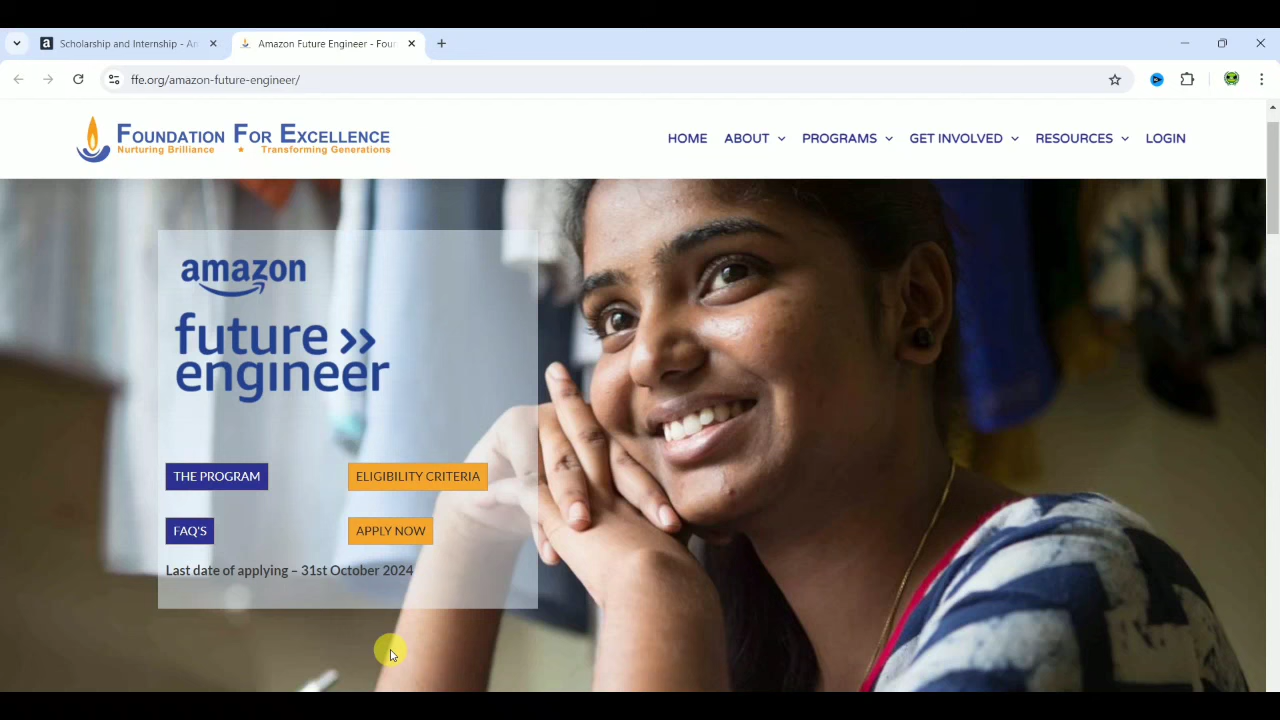 Scholarship and Internship - Am
Amazon Future Engineer - Foun
ffe.org/amazon-future-engineer/
FOUNDATION FOR EXCELLENCE
Nurturing Brilliance • Transforming Generations
HOME ABOUT PROGRAMS GET INVOLVED RESOURCES LOGIN
amazon
future
engineer
THE PROGRAM ELIGIBILITY CRITERIA
FAQ'S APPLY NOW
Last date of applying – 31st October 2024